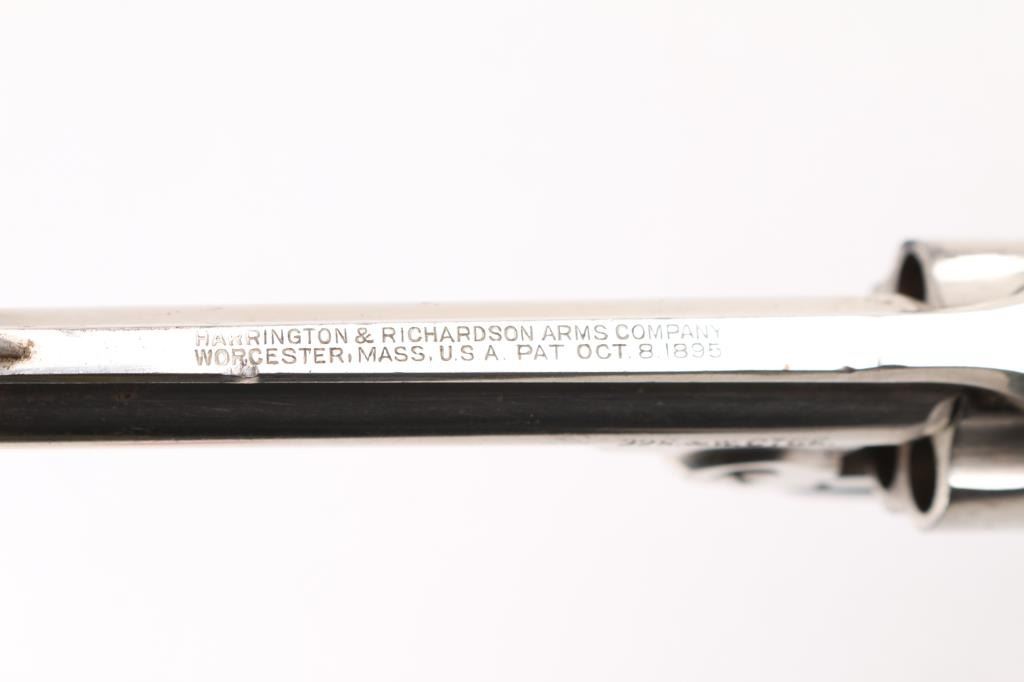 HARRINGTON & RICHARDSON ARMS COMPANY
WORCESTER, MASS. U.S.A. PAT OCT. 8. 1895